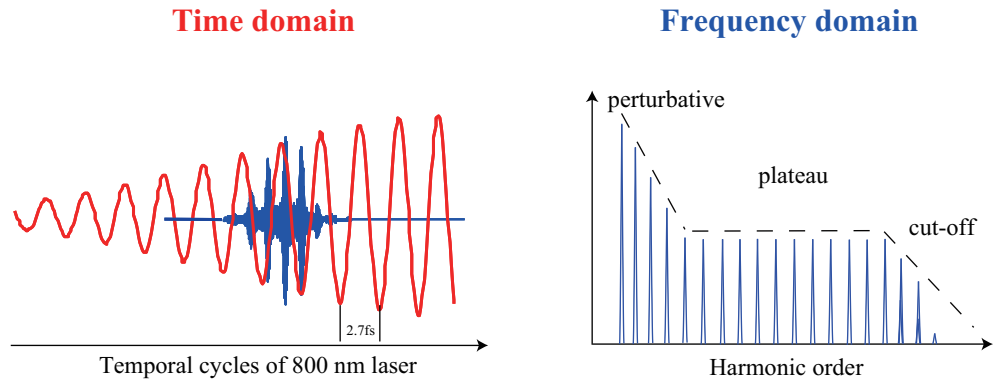 Time domain
Frequency domain
perturbative
plateau
cut-off
2.7fs
Temporal cycles of 800 nm laser
Harmonic order